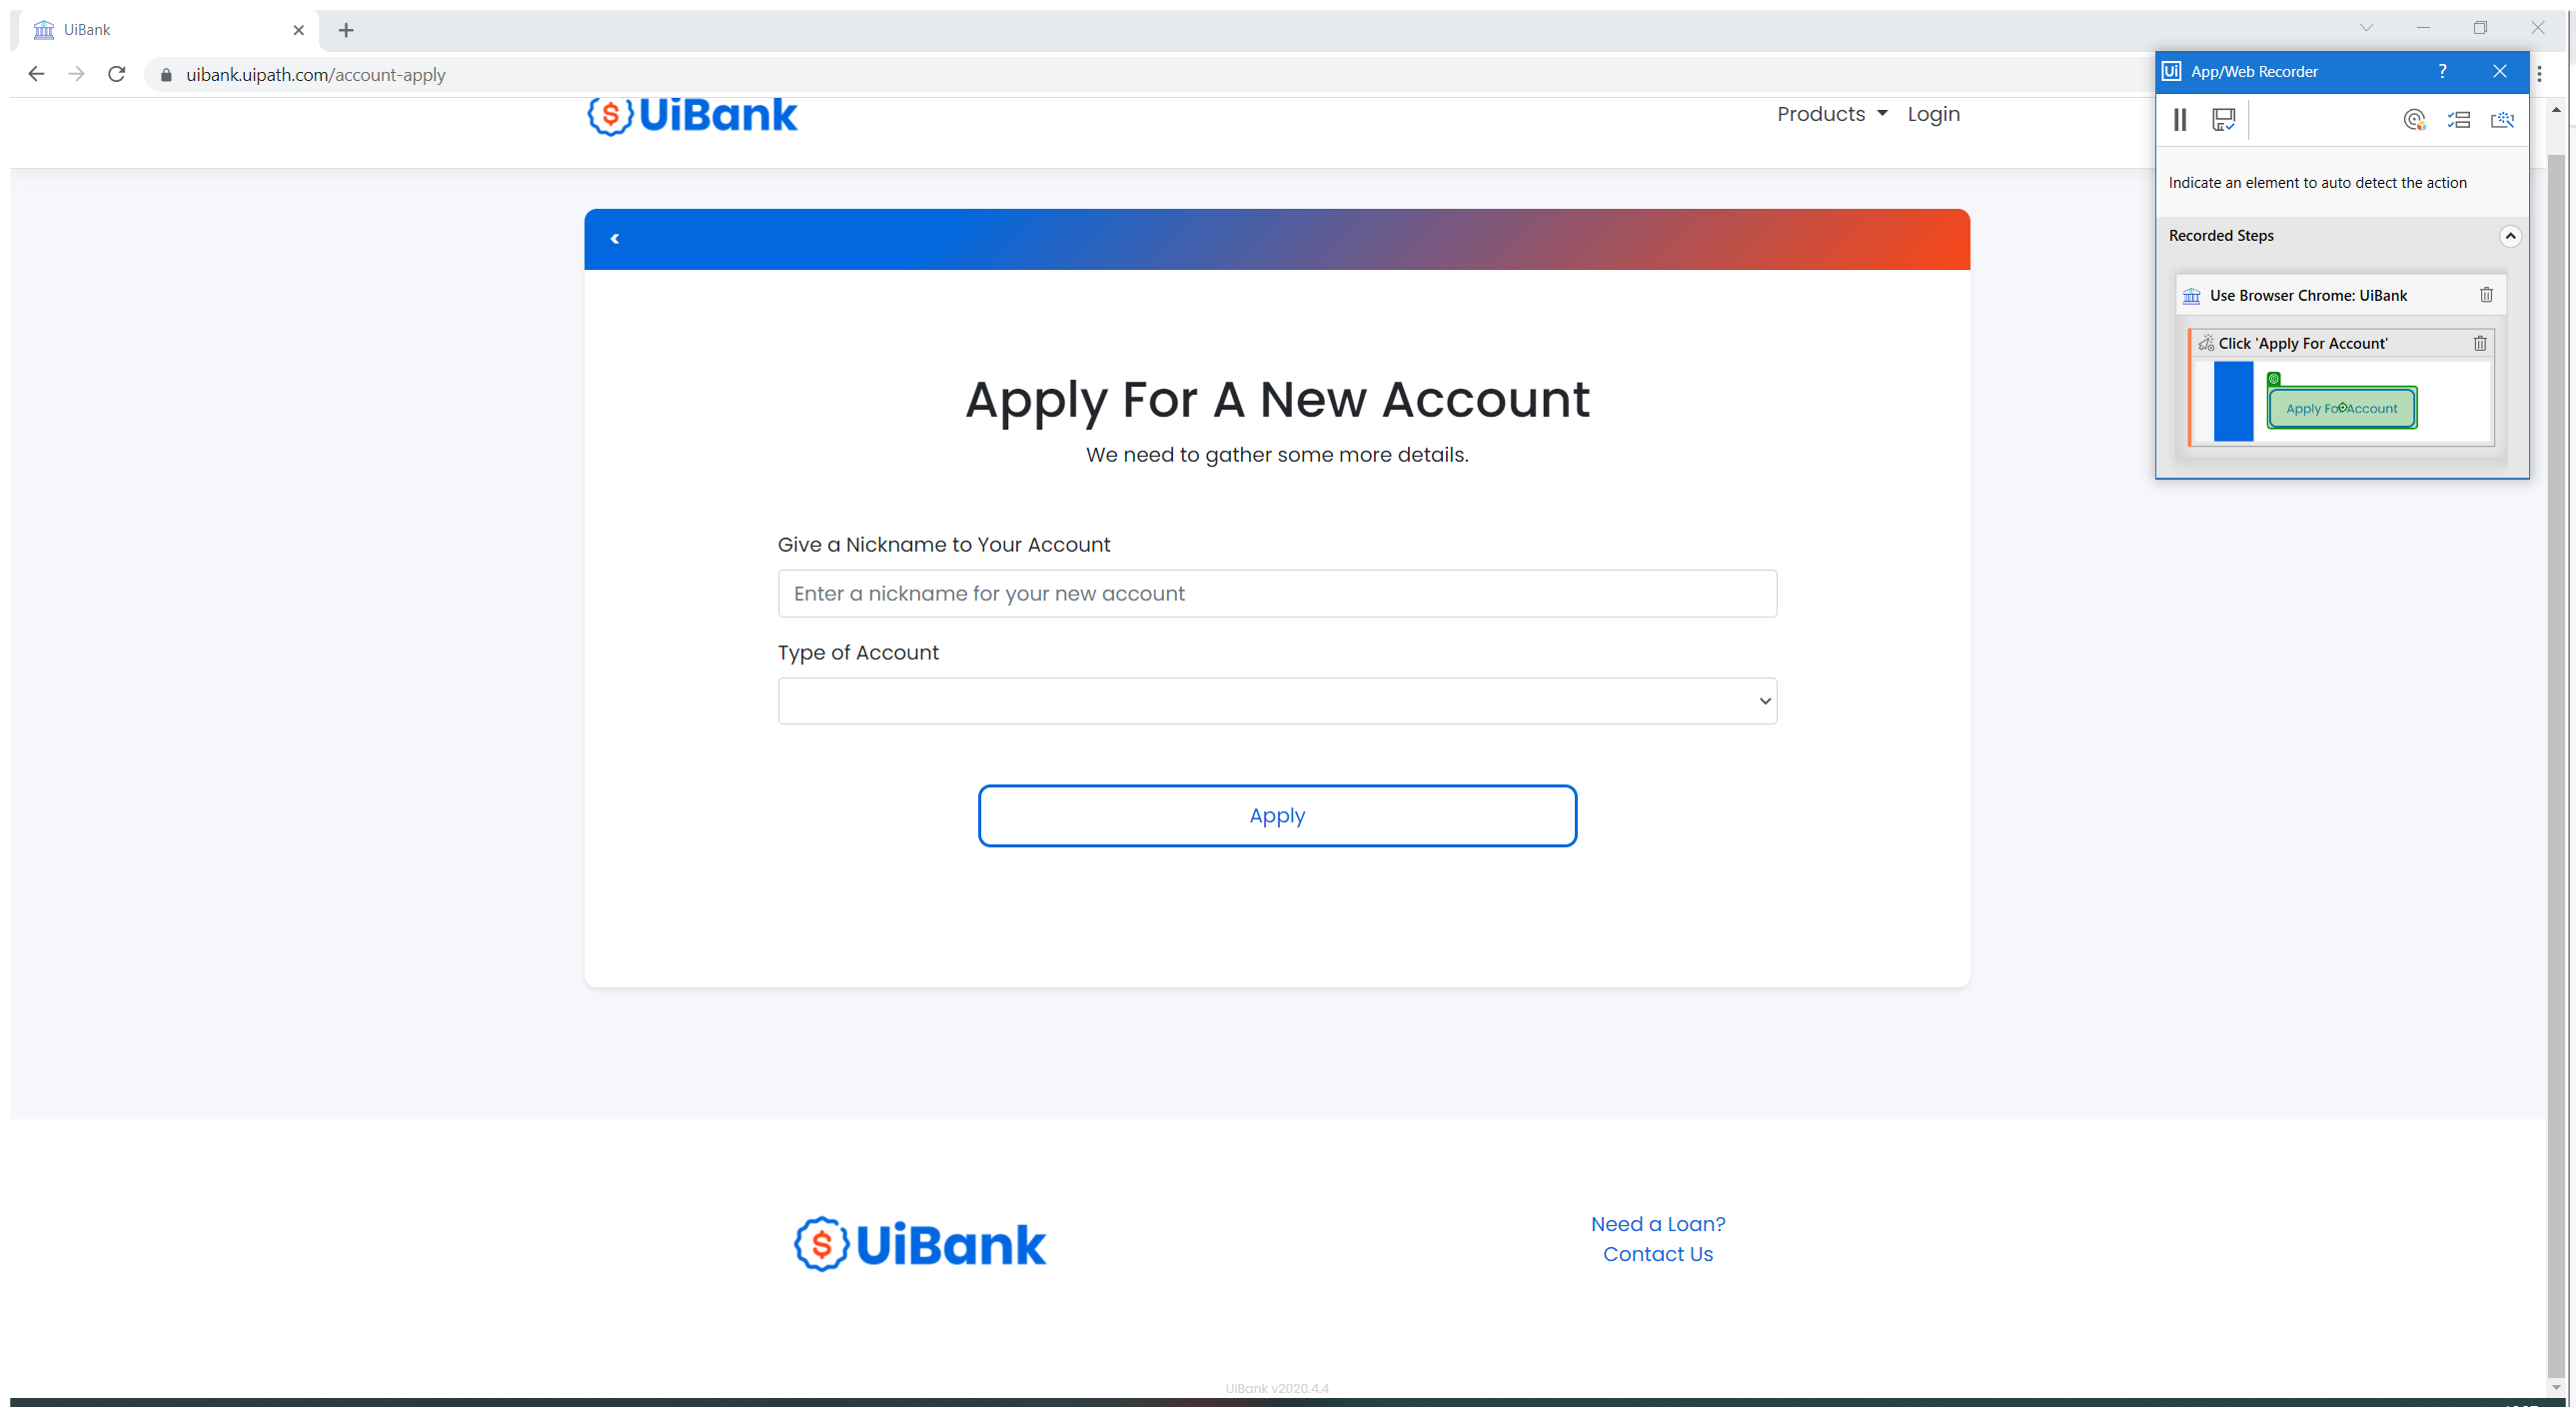 UiBank
uibank.uipath.com/account-apply
UiBank
Products
Login
Ui App/Web Recorder ?
Indicate an element to auto detect the action
Recorded Steps
Use Browser Chrome: UiBank
Click 'Apply For Account'
Apply For Account
Apply For A New Account
We need to gather some more details.
Give a Nickname to Your Account
Enter a nickname for your new account
Type of Account
Apply
UiBank
Need a Loan?
Contact Us
UiBank v2020.4.4